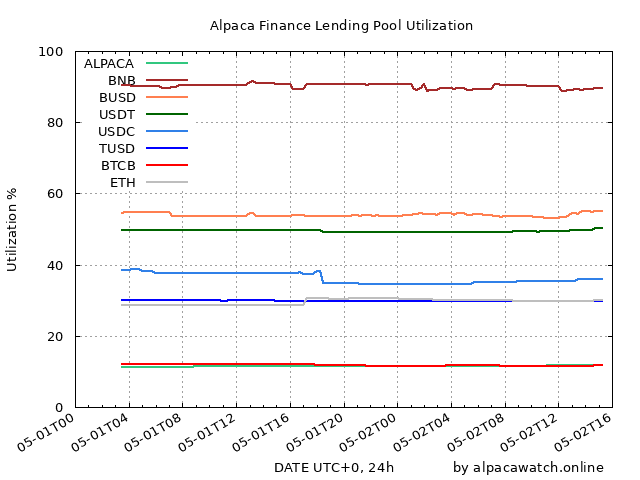 Alpaca Finance Lending Pool Utilization
100
80
60
40
20
0
Utilization %
ALPACA
BNB
BUSD
USDT
USDC
TUSD
BTCB
ETH
05-01T00
05-01T04
05-01T08
05-01T12
05-01T16
05-01T20
05-02T00
05-02T04
05-02T08
05-02T12
05-02T16
DATE UTC+0, 24h
by alpacawatch.online